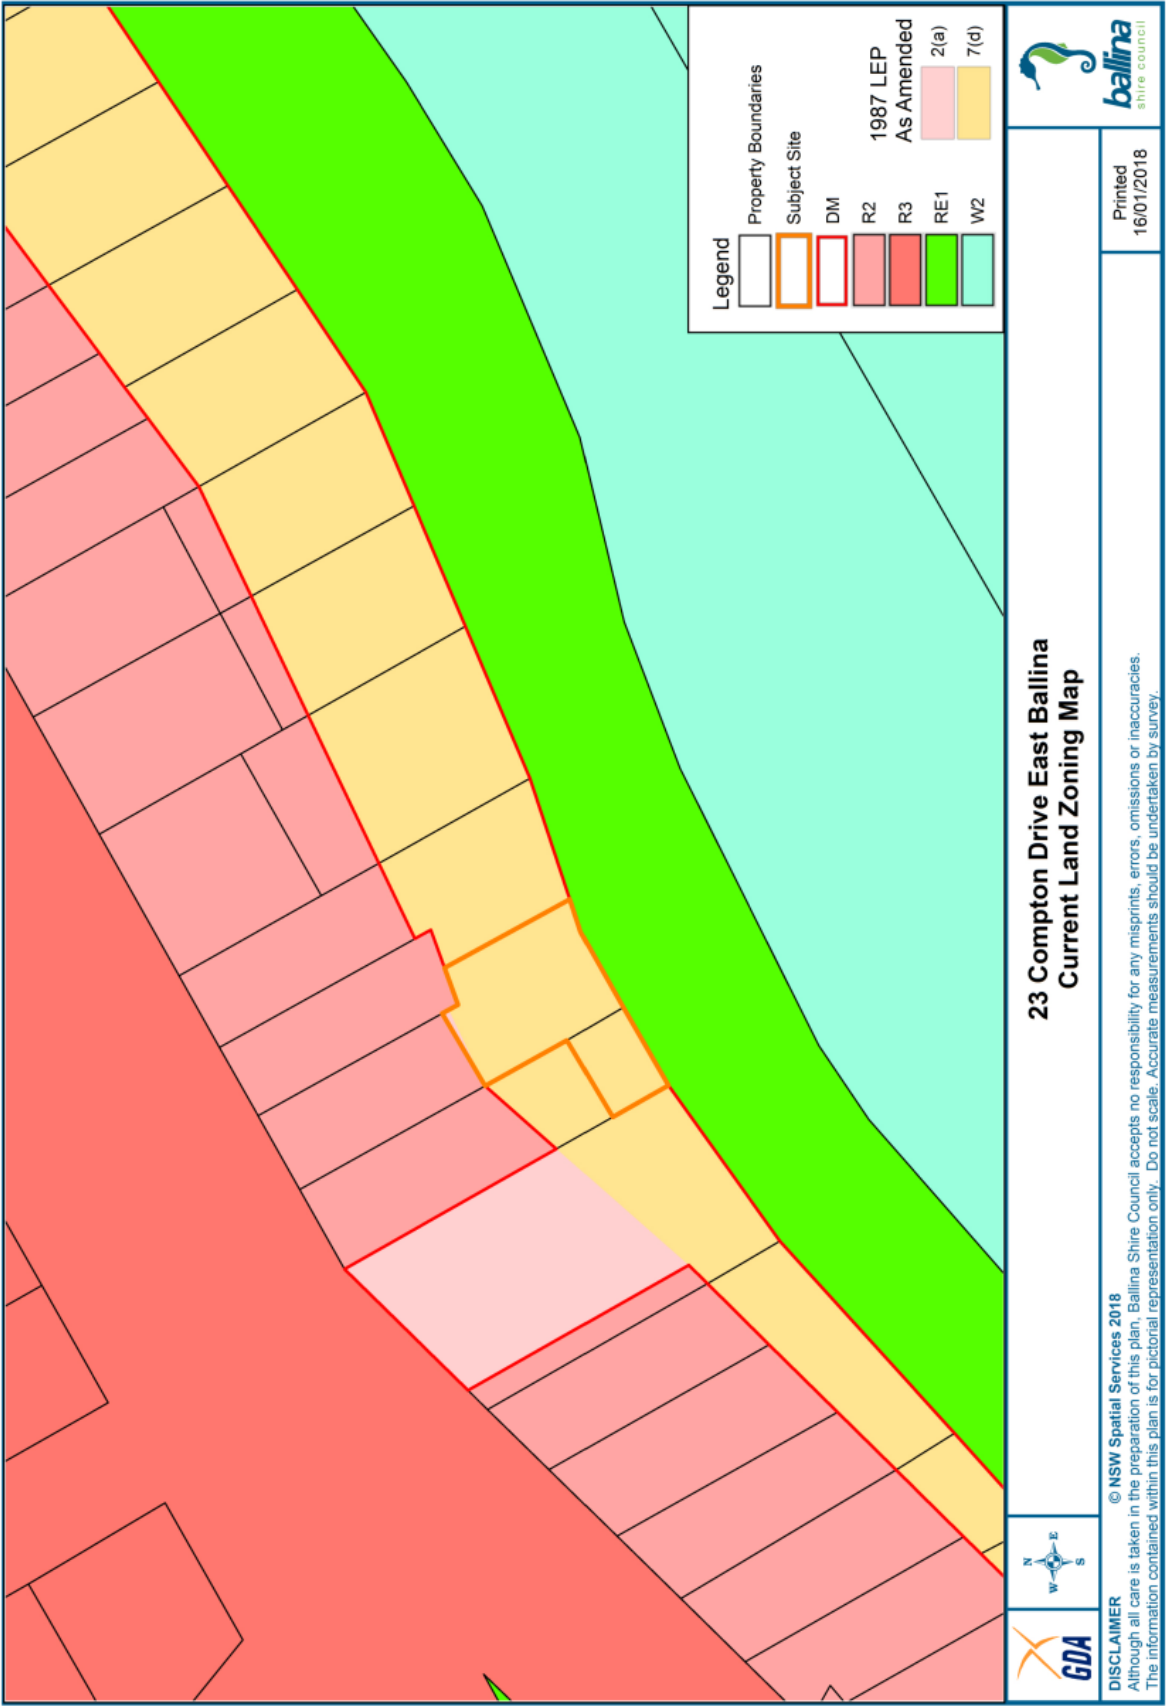 Legend
Property Boundaries
Subject Site
DM
R2
R3
RE1
W2
1987 LEP
As Amended
2(a)
7(d)
GDA
N
W E
S
23 Compton Drive East Ballina
Current Land Zoning Map
ballina
shire council
DISCLAIMER © NSW Spatial Services 2018
Although all care is taken in the preparation of this plan, Ballina Shire Council accepts no responsibility for any misprints, errors, omissions or inaccuracies.
The information contained within this plan is for pictorial representation only. Do not scale. Accurate measurements should be undertaken by survey.
Printed
16/01/2018